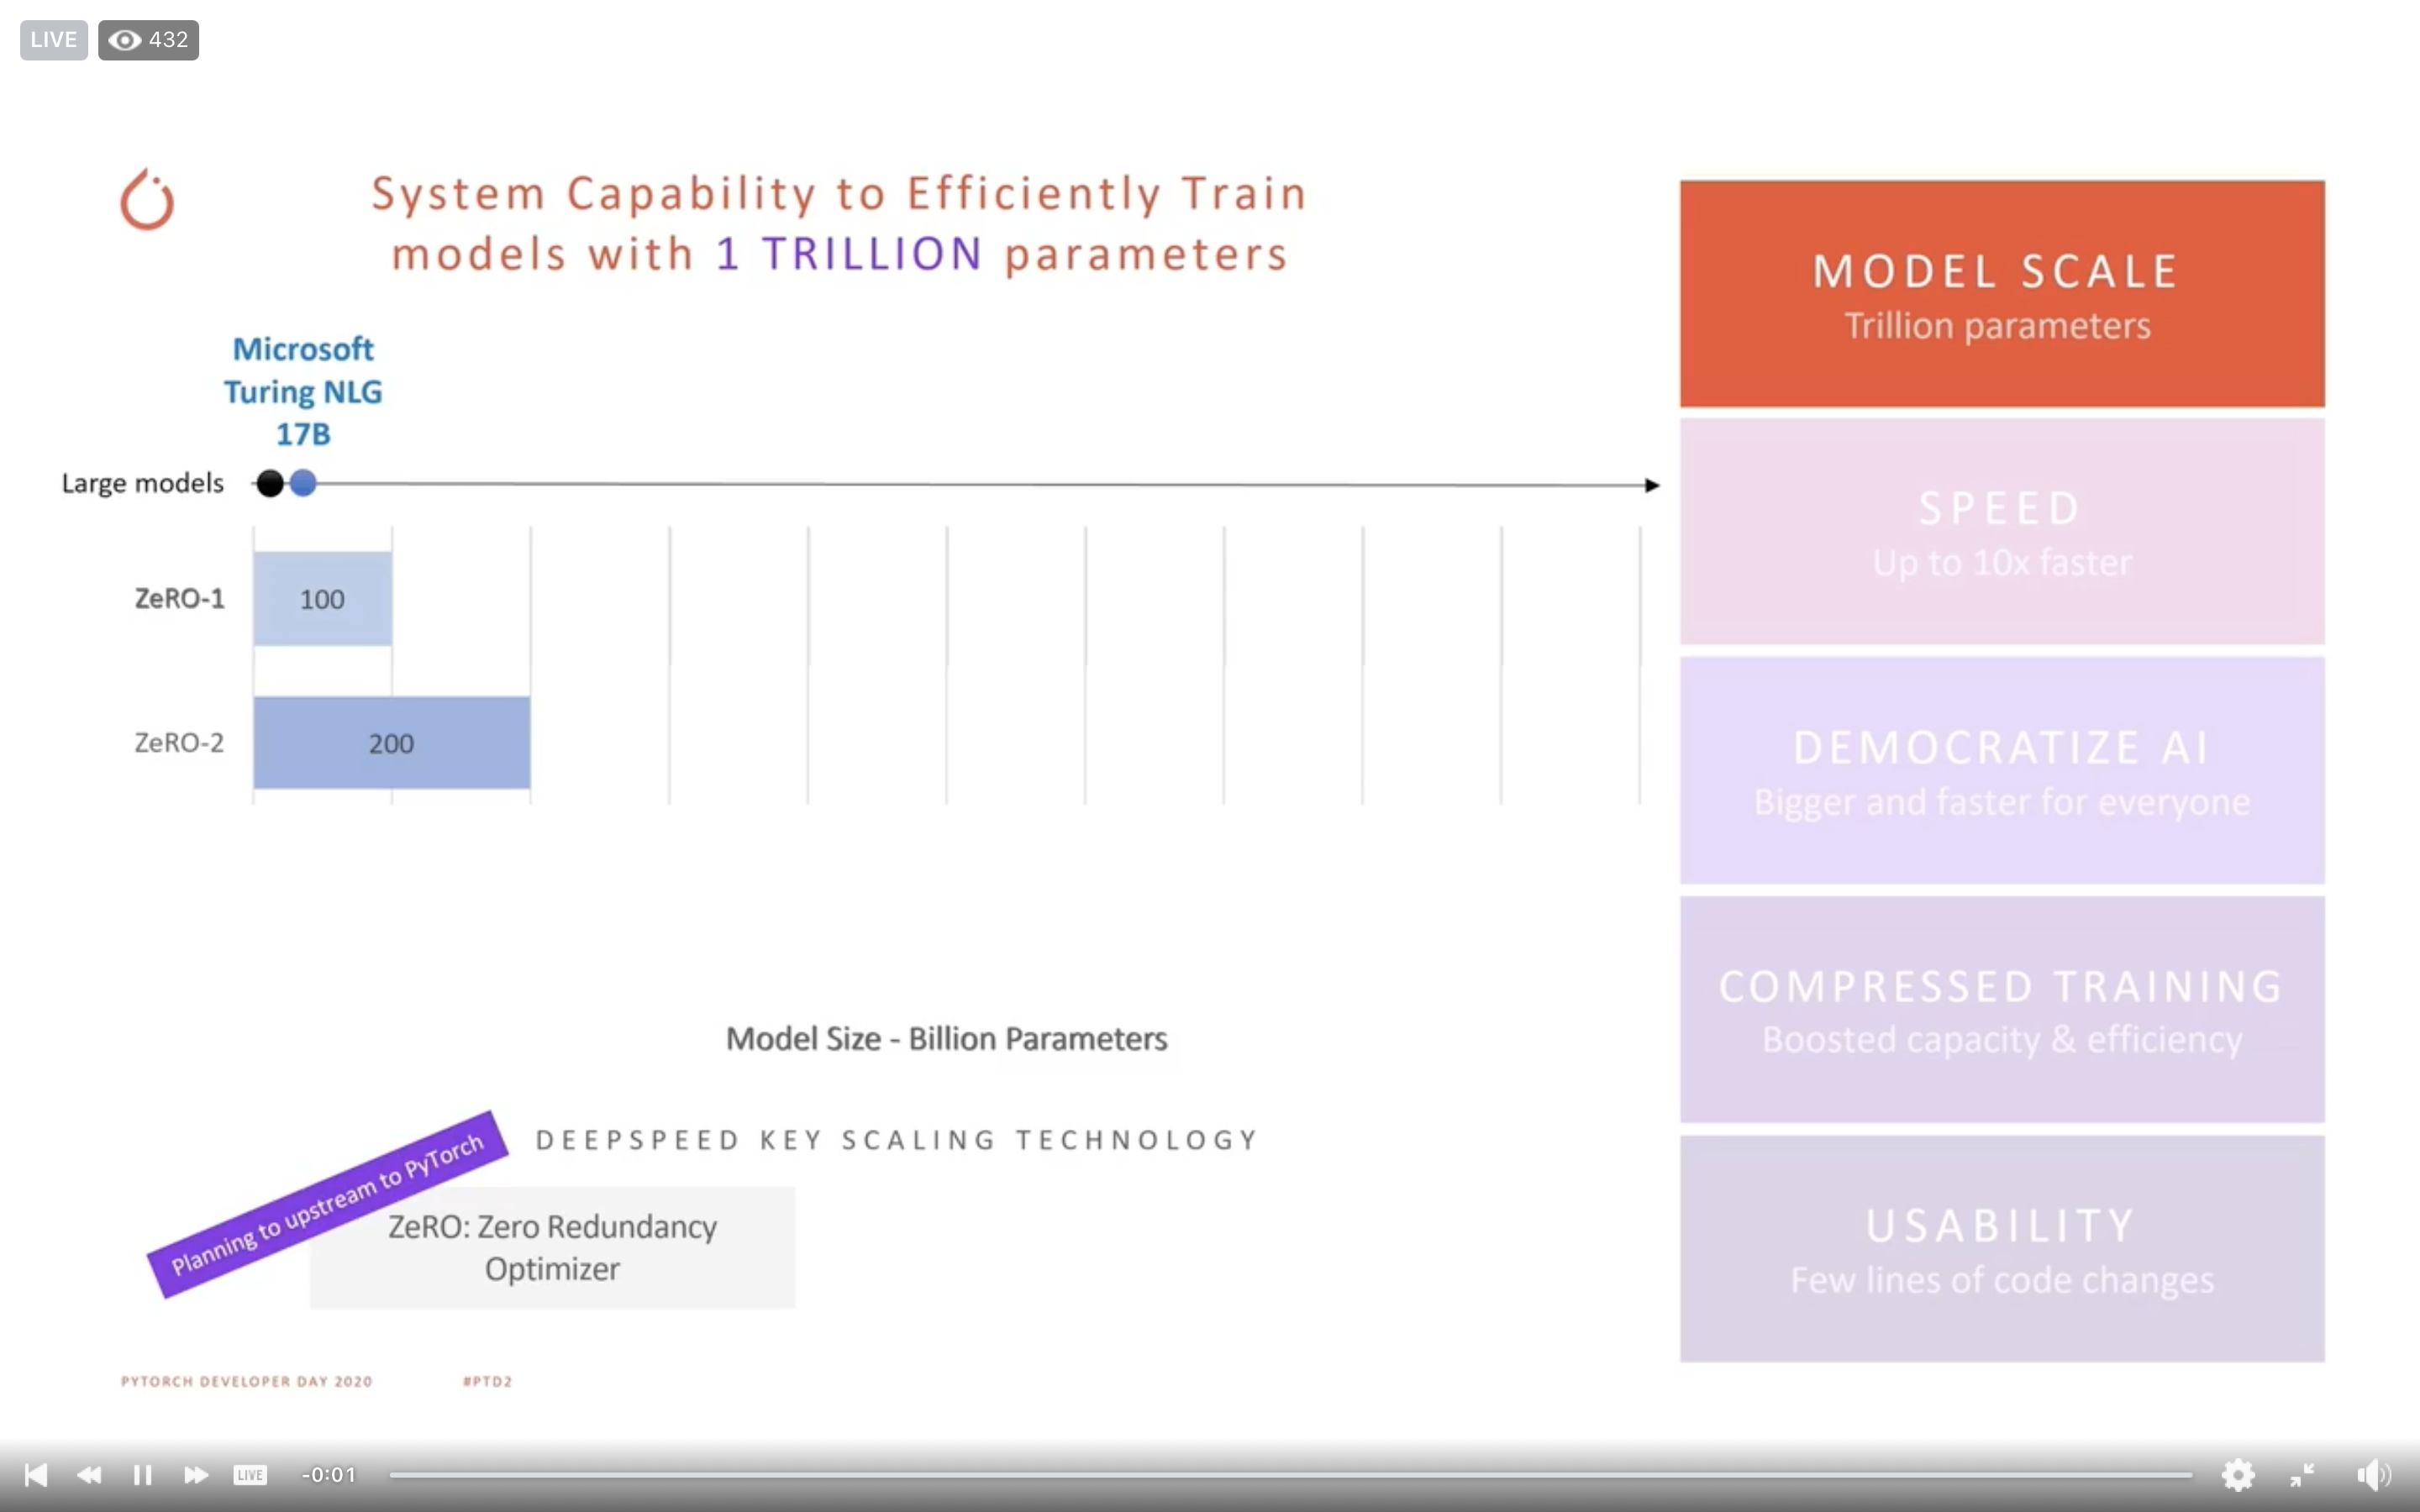 LIVE 432
System Capability to Efficiently Train
models with 1 TRILLION parameters
Microsoft
Turing NLG
17B
Large models
ZeRO-1
100
ZeRO-2
200
Model Size - Billion Parameters
DEEPSPEED KEY SCALING TECHNOLOGY
Planning to upstream to PyTorch
ZeRO: Zero Redundancy
Optimizer
MODEL SCALE
Trillion parameters
SPEED
Up to 10x faster
DEMOCRATIZE AI
Bigger and faster for everyone
COMPRESSED TRAINING
Boosted capacity & efficiency
USABILITY
Few lines of code changes
PYTORCH DEVELOPER DAY 2020 #PTD2
LIVE -0:01